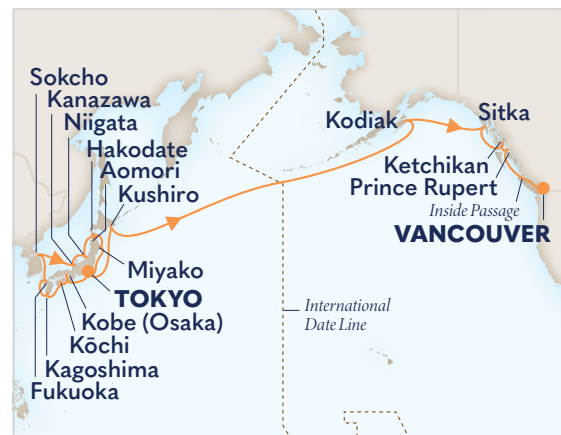 Sokcho
Kanazawa
Niigata
Hakodate
Aomori
Kushiro
Kodiak
Sitka
Ketchikan
Prince Rupert
Inside Passage
VANCOUVER
Miyako
TOKYO
Kobe (Osaka)
Kōchi
Kagoshima
Fukuoka
International
Date Line